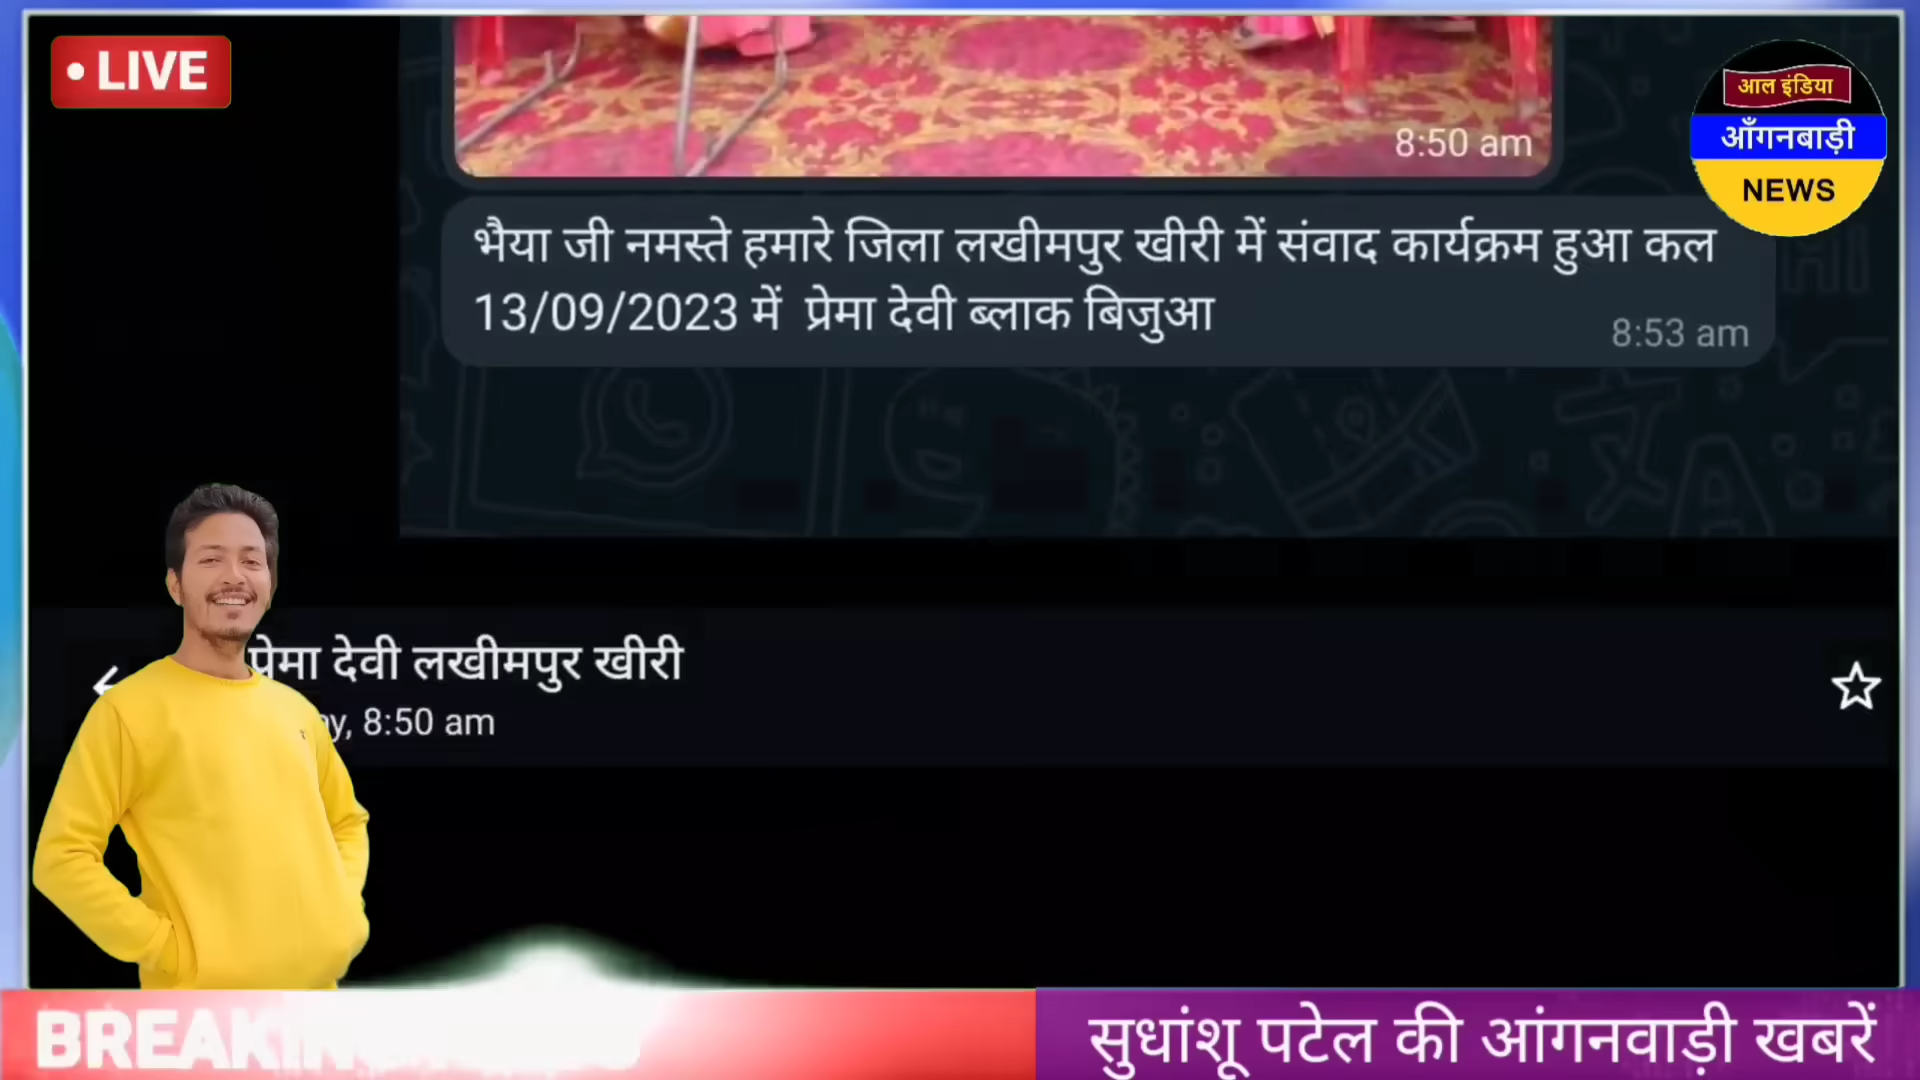 • LIVE
आल इंडिया
आँगनबाड़ी
NEWS
8:50 am
भैया जी नमस्ते हमारे जिला लखीमपुर खीरी में संवाद कार्यक्रम हुआ कल
13/09/2023 में प्रेमा देवी ब्लाक बिजुआ
8:53 am
प्रेमा देवी लखीमपुर खीरी
8:50 am
सुधांशू पटेल की आंगनवाड़ी खबरें